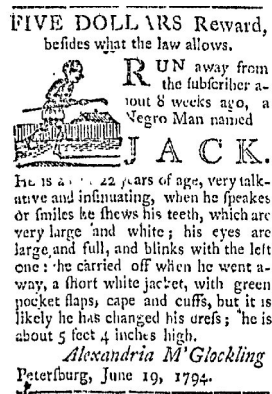 FIVE DOLLARS Reward,
beſides what the law allows.
RUN away from
the ſubſcriber a-
bout 8 weeks ago, a
Negro Man named
JACK.
He is 22 years of age, very talk-
ative and inſinuating, when he ſpeakes
or ſmiles he ſhews his teeth, which are
very large and white; his eyes are
large and full, and blinks with the left
one: he carried off when he went a-
way, a ſhort white jacket, with green
pocket flaps, cape and cuffs, but it is
likely he has changed his dreſs; he is
about 5 feet 4 inches high.
Alexandria M'Glockling
Peterſburg, June 19, 1794.